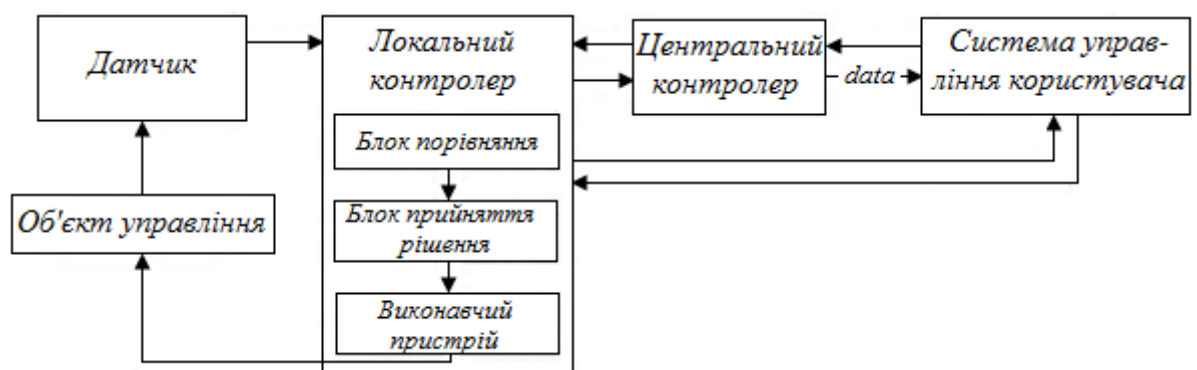 Датчик
Локальний
контролер
Центральний
контролер
data
Система управ-
ління користувача
Блок порівняння
Об'єкт управління
Блок прийняття
рішення
Виконавчий
пристрій